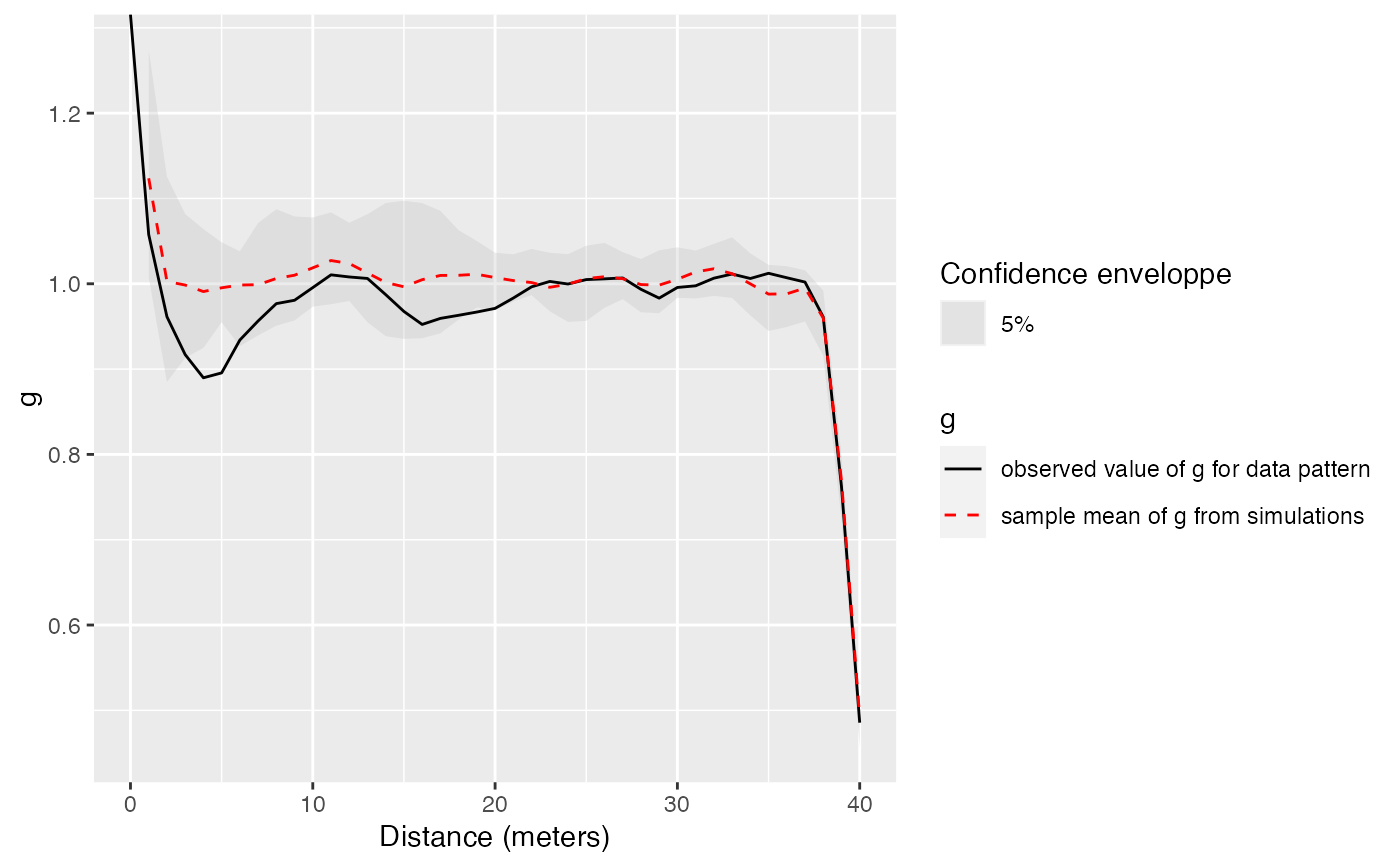 1.2
1.0
0.8
0.6
g
0 10 20 30 40
Distance (meters)
Confidence enveloppe
5%
g
observed value of g for data pattern
sample mean of g from simulations